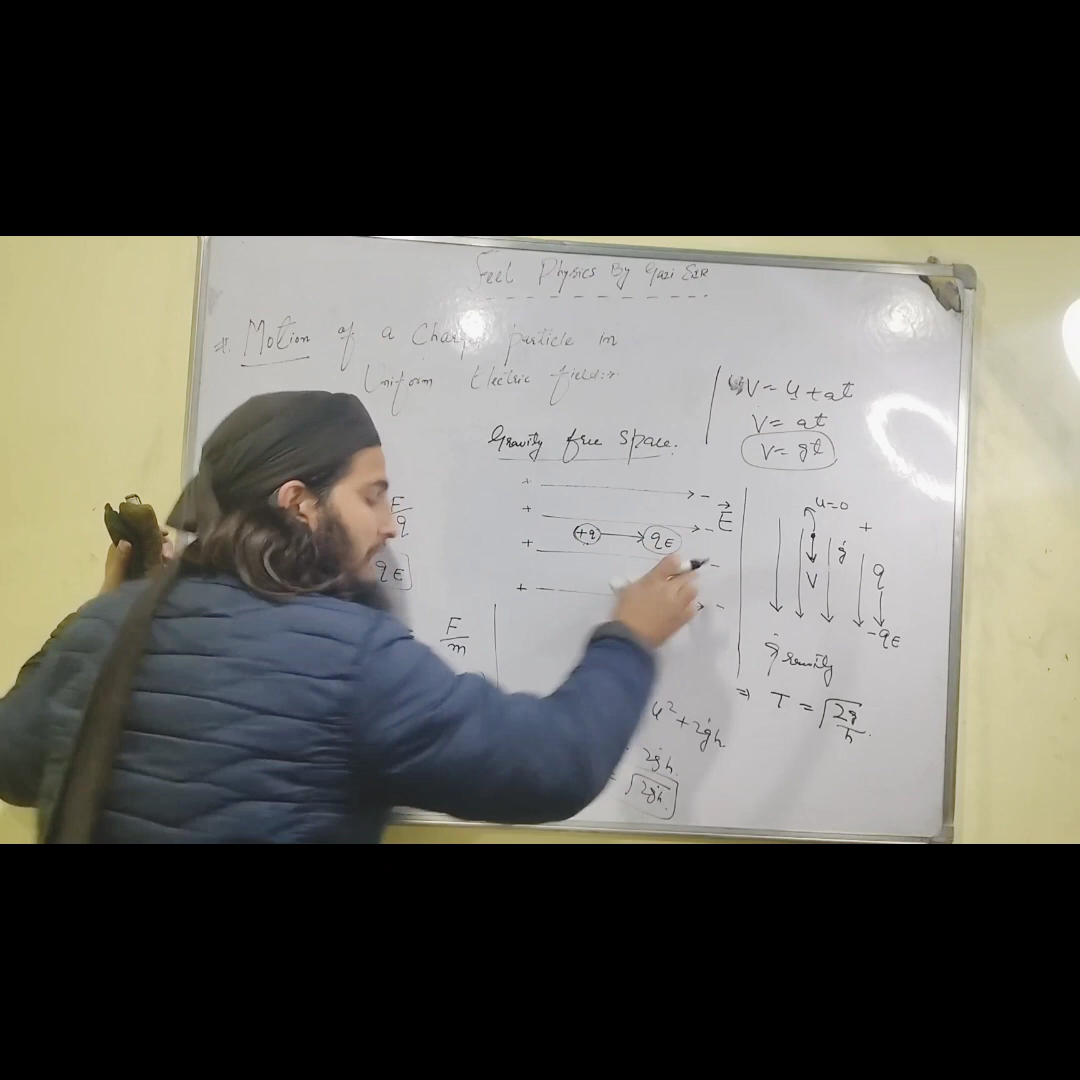 Feel Physics By Gazi SIR
#. Motion of a Charge particle in
Uniform Electric field:→
Gravity free space.
F/q
qE
F/m
+ → -
+ → -
+q → qE
+ → -
+ → -
E⃗
V = u + at
V = at
V = gt
u=0
+
g
V
q
-qE
gravity
⇒ T = √2g/h.
u² + 2gh
2gh.
= √2gh.